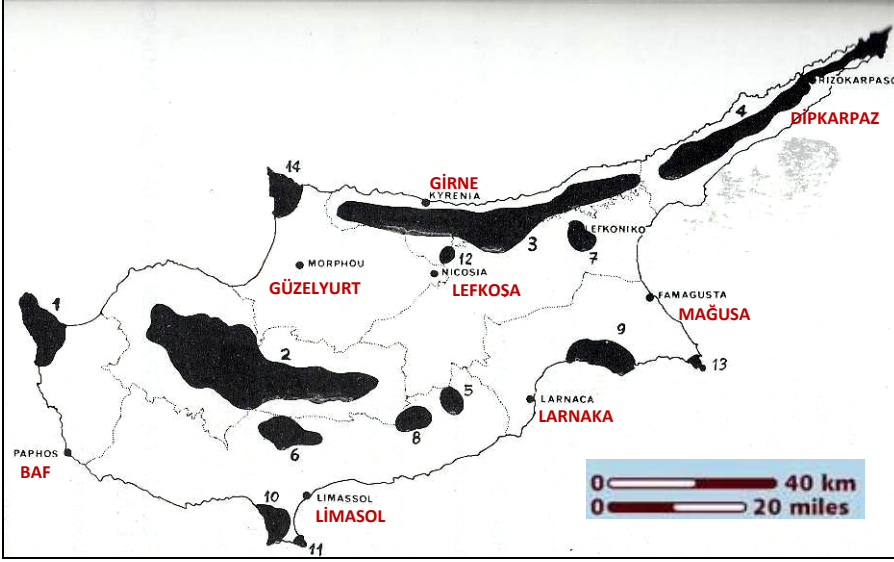 RIZOKARPASO
4
DİPKARPAZ
14
GİRNE
KYRENIA
LEFKONIKO
3
7
12
MORPHOU
NICOSIA
GÜZELYURT
LEFKOŞA
FAMAGUSTA
MAĞUSA
1
2
9
13
5
LARNACA
LARNAKA
8
6
PAPHOS
BAF
10
LIMASSOL
LİMASOL
11
0 40 km
0 20 miles